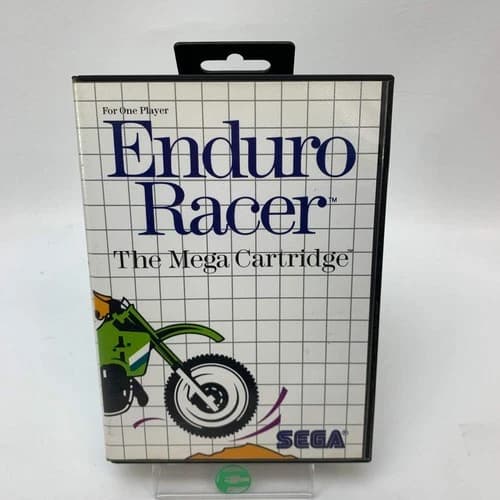 For One Player
Enduro
Racer™
The Mega Cartridge™
SEGA